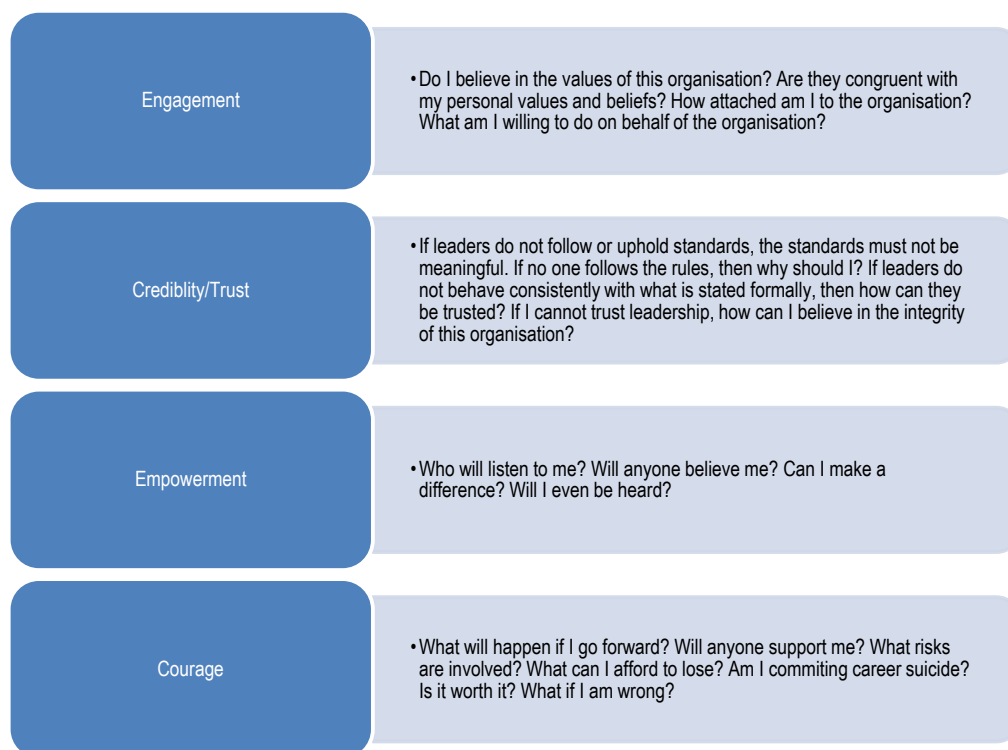 Engagement
•Do I believe in the values of this organisation? Are they congruent with
my personal values and beliefs? How attached am I to the organisation?
What am I willing to do on behalf of the organisation?
Crediblity/Trust
•If leaders do not follow or uphold standards, the standards must not be
meaningful. If no one follows the rules, then why should I? If leaders do
not behave consistently with what is stated formally, then how can they
be trusted? If I cannot trust leadership, how can I believe in the integrity
of this organisation?
Empowerment
•Who will listen to me? Will anyone believe me? Can I make a
difference? Will I even be heard?
Courage
•What will happen if I go forward? Will anyone support me? What risks
are involved? What can I afford to lose? Am I commiting career suicide?
Is it worth it? What if I am wrong?